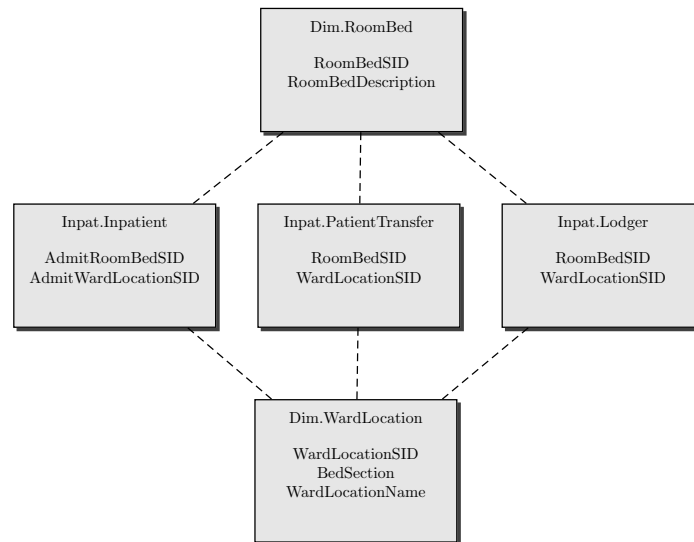 Dim.RoomBed
RoomBedSID
RoomBedDescription
Inpat.Inpatient
AdmitRoomBedSID
AdmitWardLocationSID
Inpat.PatientTransfer
RoomBedSID
WardLocationSID
Inpat.Lodger
RoomBedSID
WardLocationSID
Dim.WardLocation
WardLocationSID
BedSection
WardLocationName